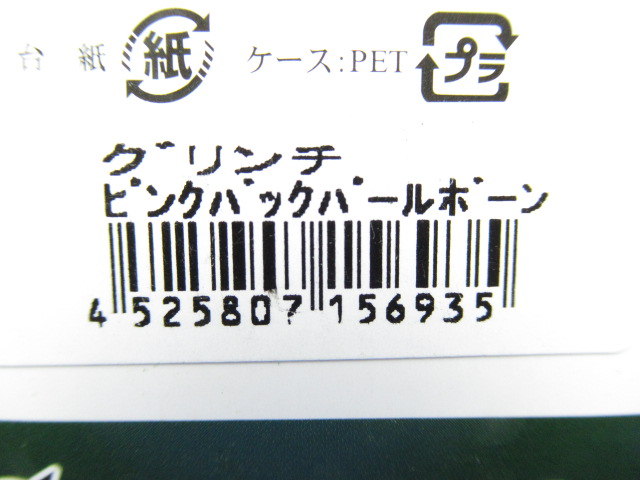 台紙 紙 ケース:PET プラ
グリンチ
ピンクバックパールボーン
4 525807 156935